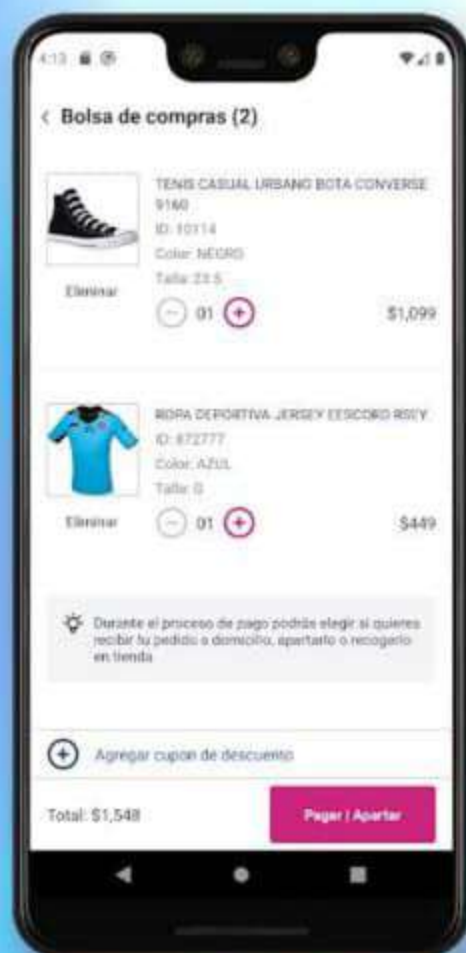 4:13
Bolsa de compras (2)
TENIS CASUAL URBANO BOTA CONVERSE
9160
ID: 10114
Color: NEGRO
Talla: 23.5
Eliminar
01
$1,099
ROPA DEPORTIVA JERSEY
ID: 672777
Color: AZUL
Talla: G
Eliminar
01
$449
Durante el proceso de pago podrás elegir si quieres
recibir tu pedido a domicilio, apartarlo o recogerlo
en tienda
Agregar cupon de descuento
Total: $1,548
Pagar | Apartar